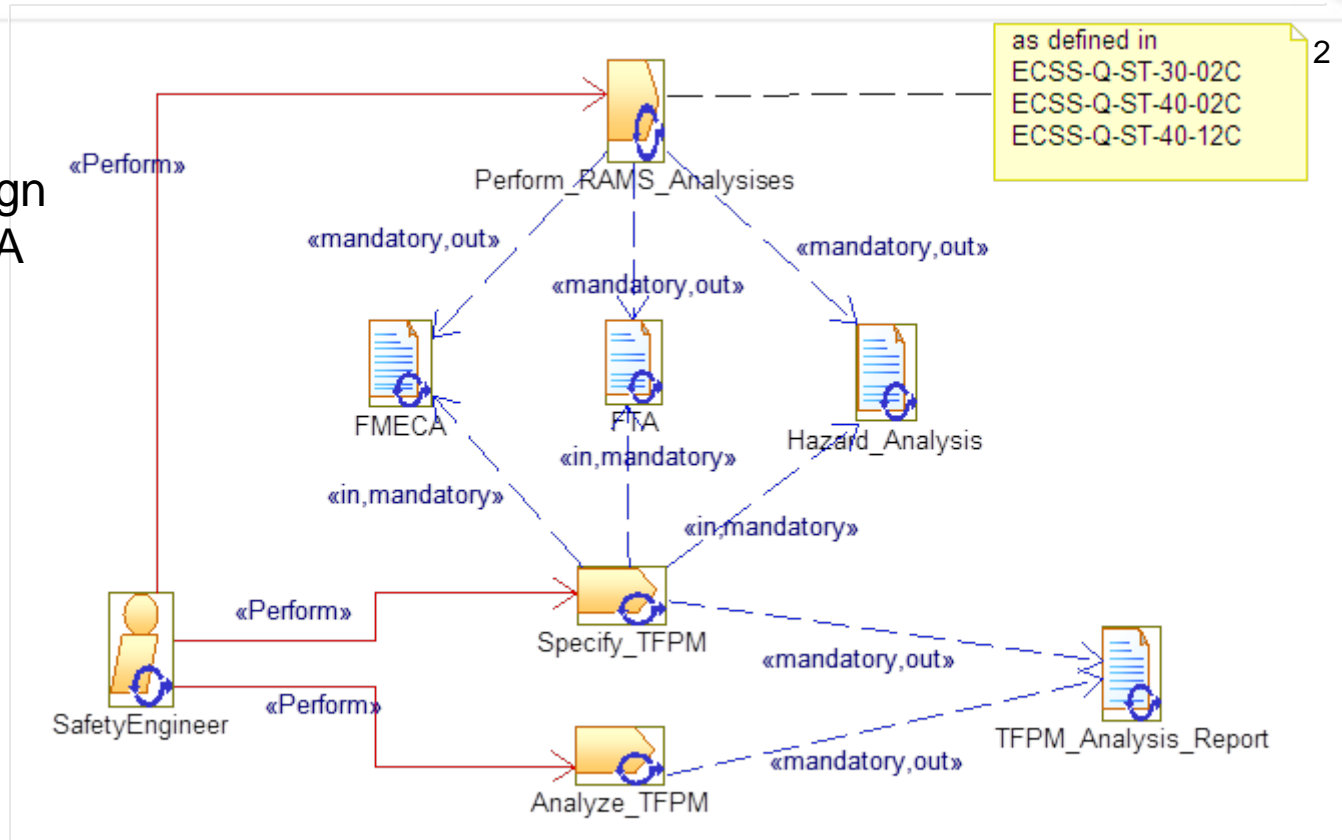 as defined in
ECSS-Q-ST-30-02C
ECSS-Q-ST-40-02C
ECSS-Q-ST-40-12C
2
«Perform»
gn
A
Perform_RAMS_Analysises
«mandatory,out»
«mandatory,out»
«mandatory,out»
FMECA
FTA
Hazard_Analysis
«in,mandatory»
«in,mandatory»
«in,mandatory»
«Perform»
Specify_TFPM
«mandatory,out»
«Perform»
SafetyEngineer
TFPM_Analysis_Report
«mandatory,out»
Analyze_TFPM